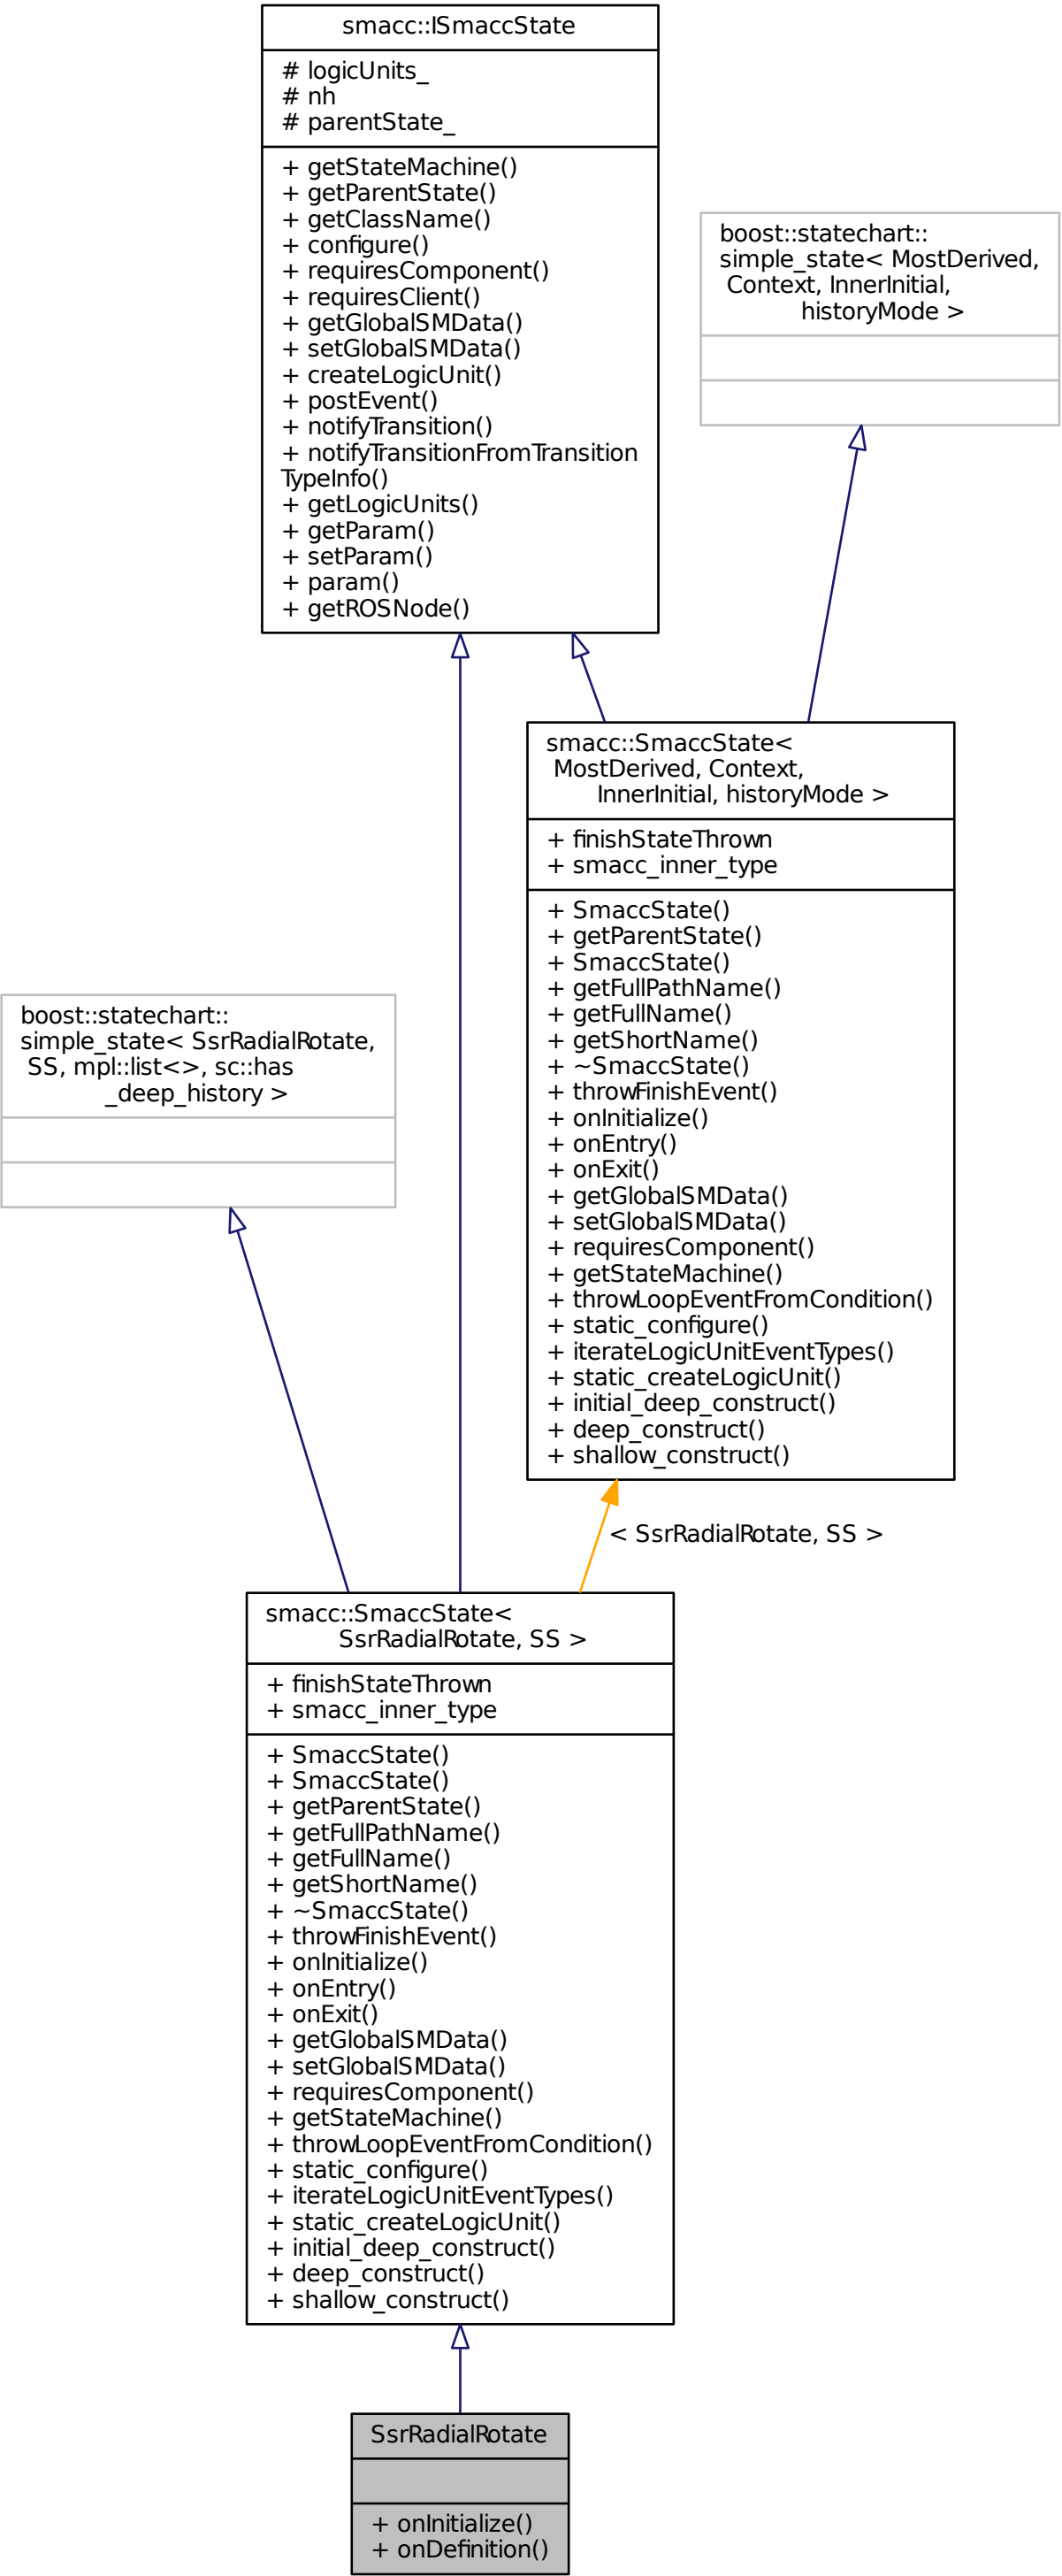 smacc::ISmaccState
# logicUnits_
# nh
# parentState_
+ getStateMachine()
+ getParentState()
+ getClassName()
+ configure()
+ requiresComponent()
+ requiresClient()
+ getGlobalSMData()
+ setGlobalSMData()
+ createLogicUnit()
+ postEvent()
+ notifyTransition()
+ notifyTransitionFromTransition
TypeInfo()
+ getLogicUnits()
+ getParam()
+ setParam()
+ param()
+ getROSNode()
boost::statechart::
simple_state< MostDerived,
Context, InnerInitial,
historyMode >
smacc::SmaccState<
MostDerived, Context,
InnerInitial, historyMode >
+ finishStateThrown
+ smacc_inner_type
+ SmaccState()
+ getParentState()
+ SmaccState()
+ getFullPathName()
+ getFullName()
+ getShortName()
+ ~SmaccState()
+ throwFinishEvent()
+ onInitialize()
+ onEntry()
+ onExit()
+ getGlobalSMData()
+ setGlobalSMData()
+ requiresComponent()
+ getStateMachine()
+ throwLoopEventFromCondition()
+ static_configure()
+ iterateLogicUnitEventTypes()
+ static_createLogicUnit()
+ initial_deep_construct()
+ deep_construct()
+ shallow_construct()
boost::statechart::
simple_state< SsrRadialRotate,
SS, mpl::list<>, sc::has
_deep_history >
< SsrRadialRotate, SS >
smacc::SmaccState<
SsrRadialRotate, SS >
+ finishStateThrown
+ smacc_inner_type
+ SmaccState()
+ SmaccState()
+ getParentState()
+ getFullPathName()
+ getFullName()
+ getShortName()
+ ~SmaccState()
+ throwFinishEvent()
+ onInitialize()
+ onEntry()
+ onExit()
+ getGlobalSMData()
+ setGlobalSMData()
+ requiresComponent()
+ getStateMachine()
+ throwLoopEventFromCondition()
+ static_configure()
+ iterateLogicUnitEventTypes()
+ static_createLogicUnit()
+ initial_deep_construct()
+ deep_construct()
+ shallow_construct()
SsrRadialRotate
+ onInitialize()
+ onDefinition()